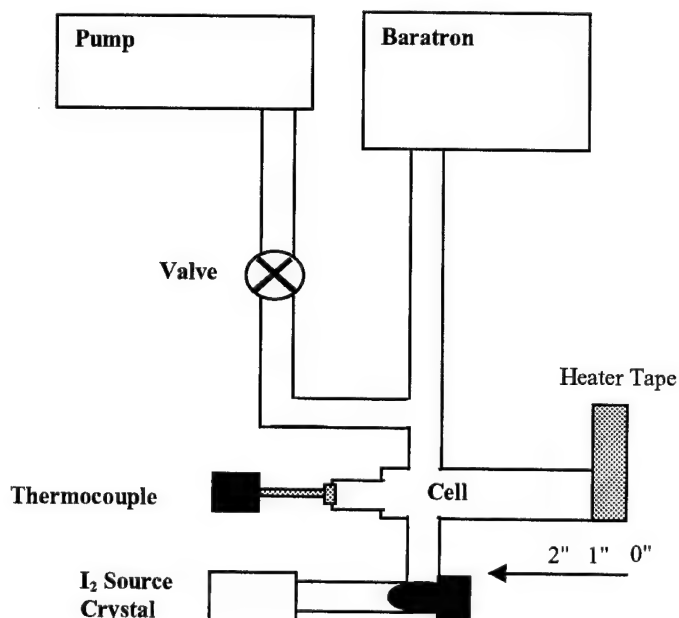 Pump
Baratron
Valve
Heater Tape
Thermocouple
Cell
2" 1" 0"
I₂ Source
Crystal